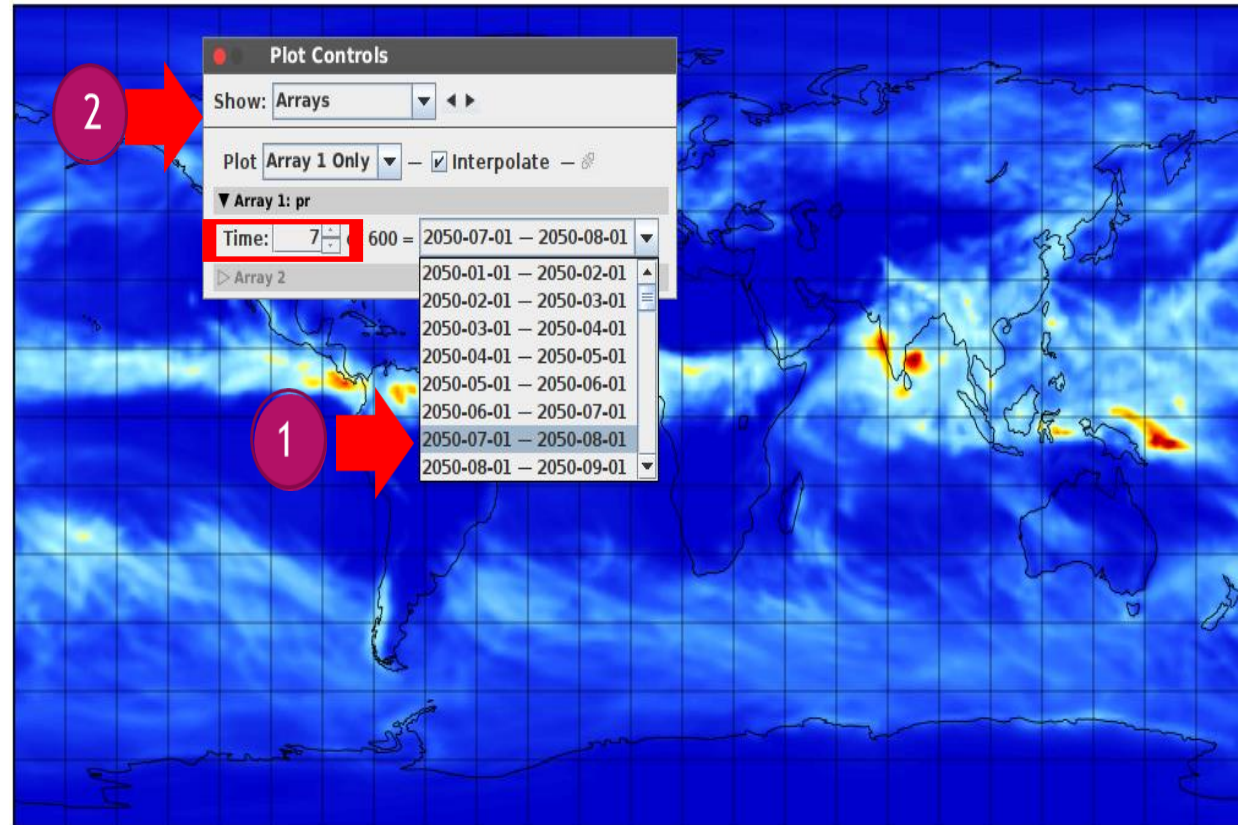 Plot Controls
2
Show: Arrays
Plot Array 1 Only — Interpolate —
Array 1: pr
Time: 7 600 = 2050-07-01 — 2050-08-01
Array 2
2050-01-01 — 2050-02-01
2050-02-01 — 2050-03-01
2050-03-01 — 2050-04-01
2050-04-01 — 2050-05-01
2050-05-01 — 2050-06-01
2050-06-01 — 2050-07-01
1
2050-07-01 — 2050-08-01
2050-08-01 — 2050-09-01